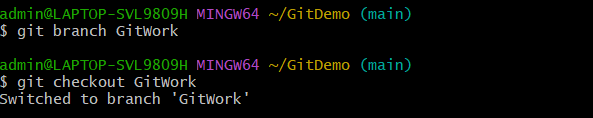 admin@LAPTOP-SVL9809H MINGW64 ~/GitDemo (main)
$ git branch GitWork
admin@LAPTOP-SVL9809H MINGW64 ~/GitDemo (main)
$ git checkout GitWork
Switched to branch 'GitWork'